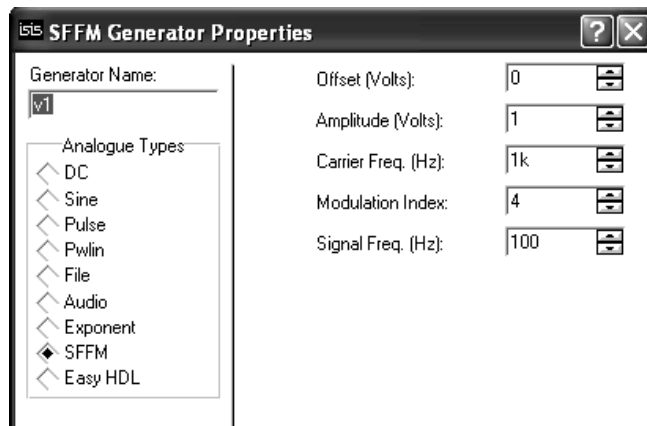 isis SFFM Generator Properties
Generator Name:
v1
Analogue Types
DC
Sine
Pulse
Pwlin
File
Audio
Exponent
SFFM
Easy HDL
Offset (Volts): 0
Amplitude (Volts): 1
Carrier Freq. (Hz): 1k
Modulation Index: 4
Signal Freq. (Hz): 100